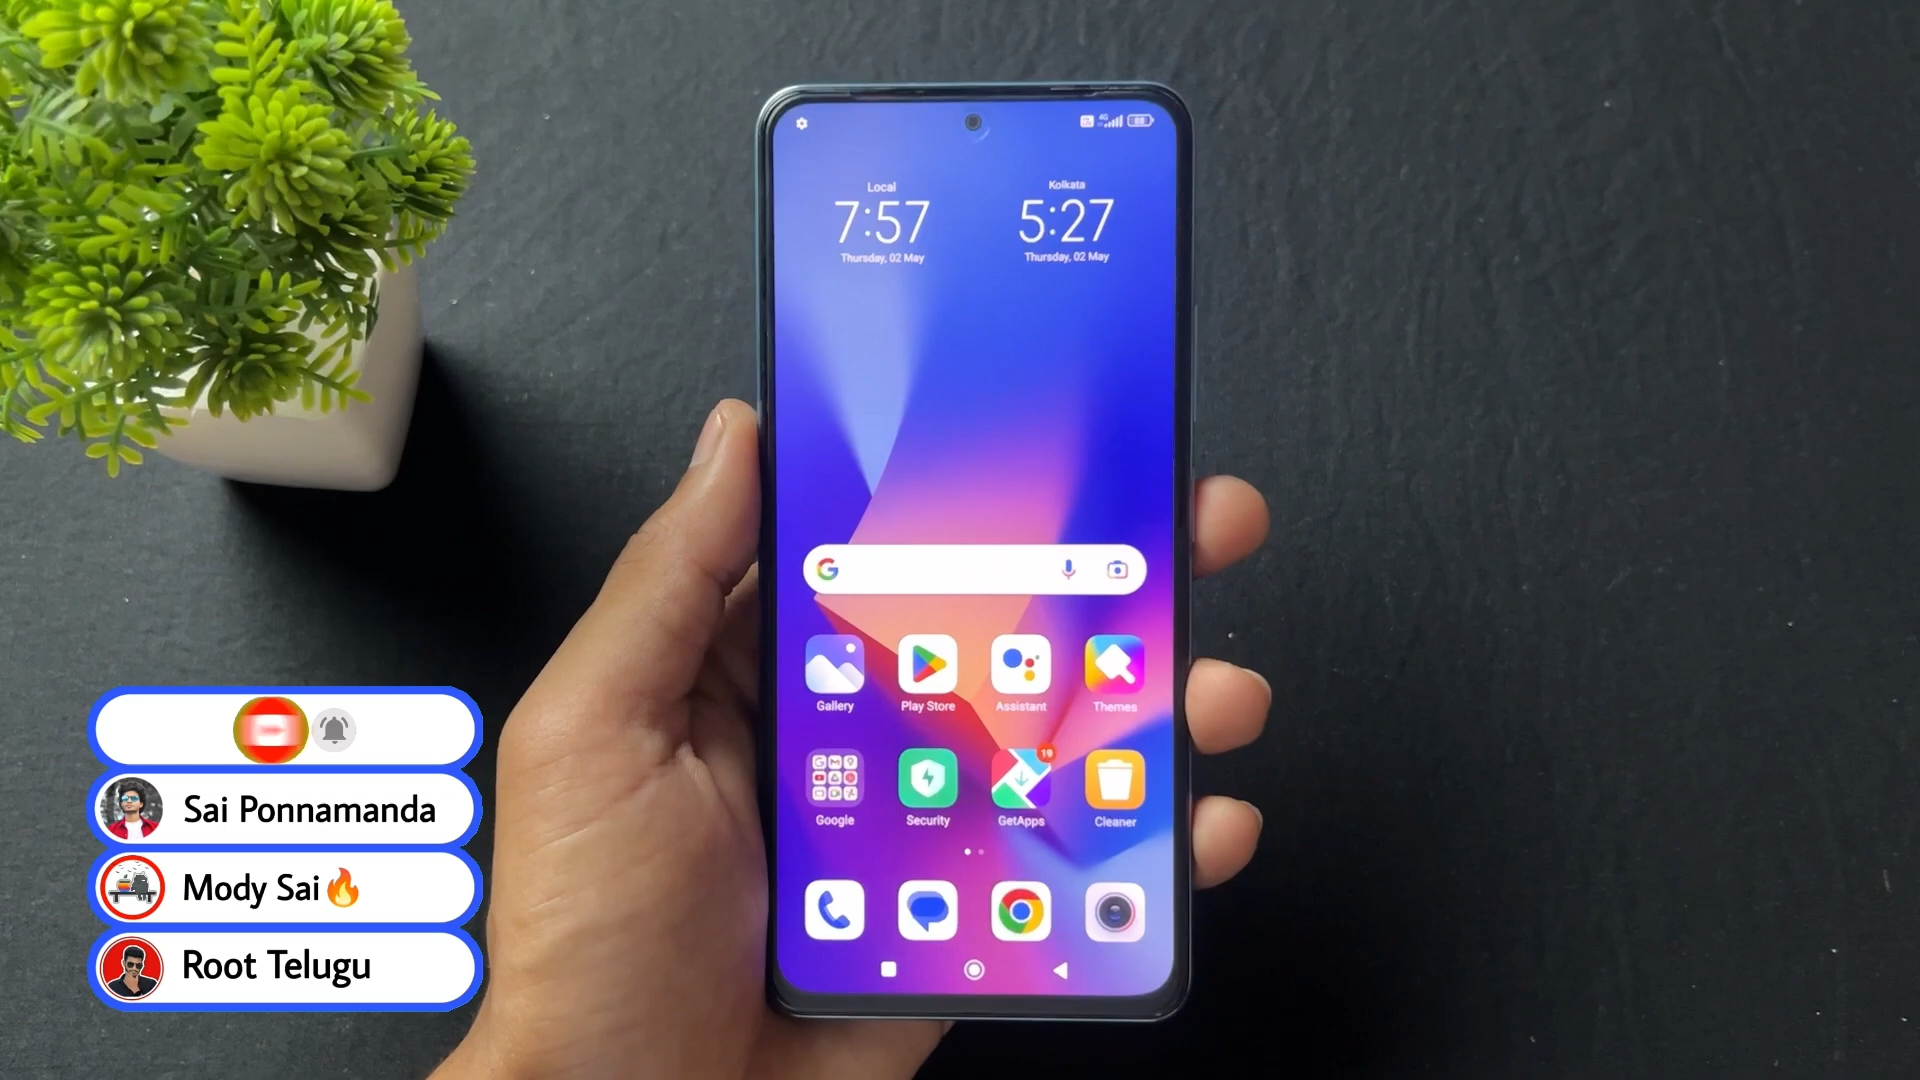 Local
Kolkata
7:57
5:27
Thursday, 02 May
Thursday, 02 May
Gallery
Play Store
Assistant
Themes
19
Google
Security
GetApps
Cleaner
Sai Ponnamanda
Mody Sai🔥
Root Telugu